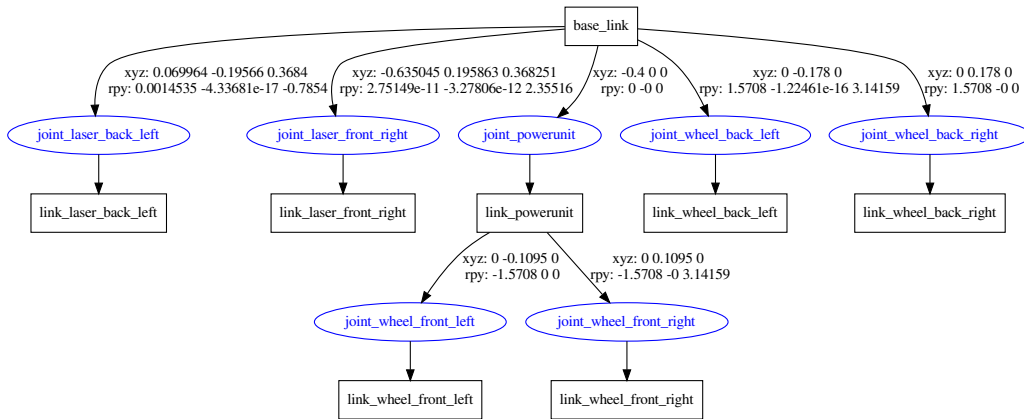 base_link
xyz: 0.069964 -0.19566 0.3684
rpy: 0.0014535 -4.33681e-17 -0.7854
xyz: -0.635045 0.195863 0.368251
rpy: 2.75149e-11 -3.27806e-12 2.35516
xyz: -0.4 0 0
rpy: 0 -0 0
xyz: 0 -0.178 0
rpy: 1.5708 -1.22461e-16 3.14159
xyz: 0 0.178 0
rpy: 1.5708 -0 0
joint_laser_back_left
joint_laser_front_right
joint_powerunit
joint_wheel_back_left
joint_wheel_back_right
link_laser_back_left
link_laser_front_right
link_powerunit
link_wheel_back_left
link_wheel_back_right
xyz: 0 -0.1095 0
rpy: -1.5708 0 0
xyz: 0 0.1095 0
rpy: -1.5708 -0 3.14159
joint_wheel_front_left
joint_wheel_front_right
link_wheel_front_left
link_wheel_front_right